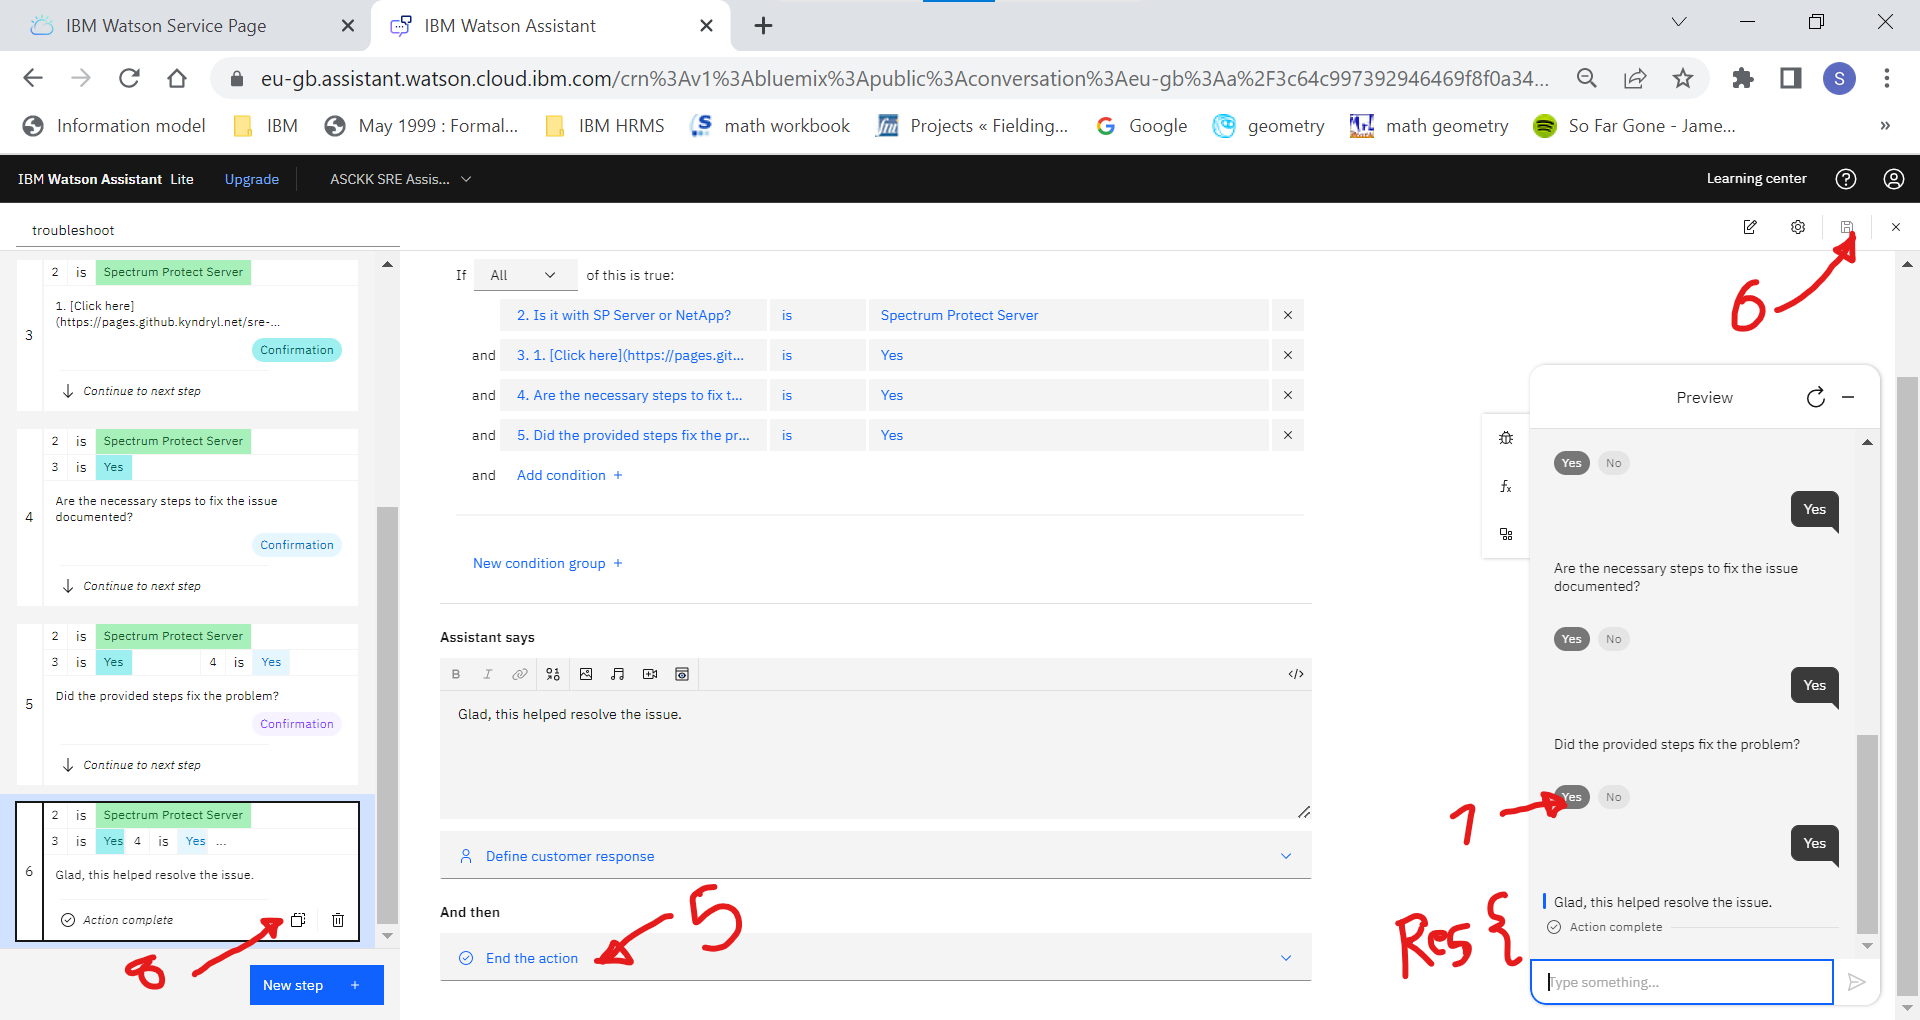 IBM Watson Service Page
IBM Watson Assistant
eu-gb.assistant.watson.cloud.ibm.com/crn%3Av1%3Abluemix%3Apublic%3Aconversation%3Aeu-gb%3Aa%2F3c64c997392946469f8f0a34...
S
Information model IBM May 1999 : Formal... IBM HRMS math workbook Projects « Fielding... Google geometry math geometry So Far Gone - Jame... »
IBM Watson Assistant Lite Upgrade ASCKK SRE Assis... Learning center
troubleshoot
6
2 is Spectrum Protect Server
1. [Click here]
(https://pages.github.kyndryl.net/sre-...
3
Confirmation
Continue to next step
2 is Spectrum Protect Server
3 is Yes
Are the necessary steps to fix the issue
documented?
4
Confirmation
Continue to next step
2 is Spectrum Protect Server
3 is Yes 4 is Yes
Did the provided steps fix the problem?
5
Confirmation
Continue to next step
2 is Spectrum Protect Server
3 is Yes 4 is Yes ...
6
Glad, this helped resolve the issue.
Action complete
8
New step +
If All of this is true:
2. Is it with SP Server or NetApp? is Spectrum Protect Server
and 3. 1. [Click here](https://pages.git... is Yes
and 4. Are the necessary steps to fix t... is Yes
and 5. Did the provided steps fix the pr... is Yes
and Add condition +
New condition group +
Assistant says
B I
</>
Glad, this helped resolve the issue.
Define customer response
And then
End the action
5
Preview
Yes No
Yes
Are the necessary steps to fix the issue
documented?
Yes No
Yes
Did the provided steps fix the problem?
7
Yes No
Yes
Res {
Glad, this helped resolve the issue.
Action complete
Type something...